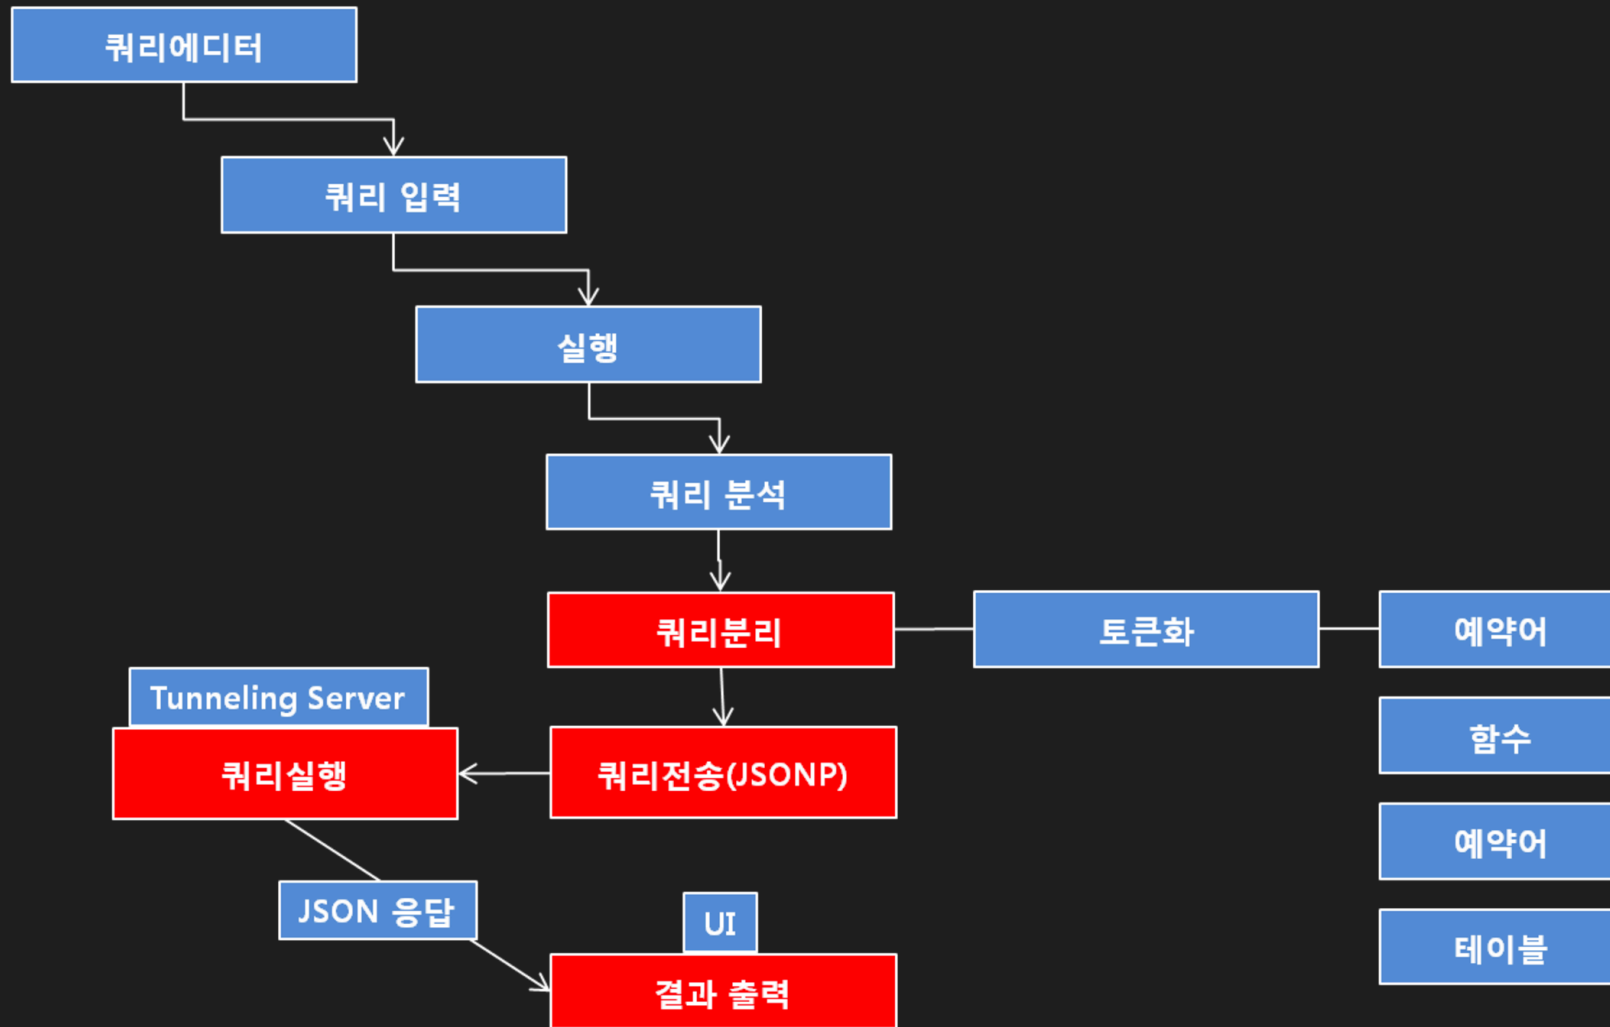 쿼리에디터
쿼리 입력
실행
쿼리 분석
쿼리분리
토큰화
예약어
함수
예약어
테이블
Tunneling Server
쿼리실행
쿼리전송(JSONP)
JSON 응답
UI
결과 출력